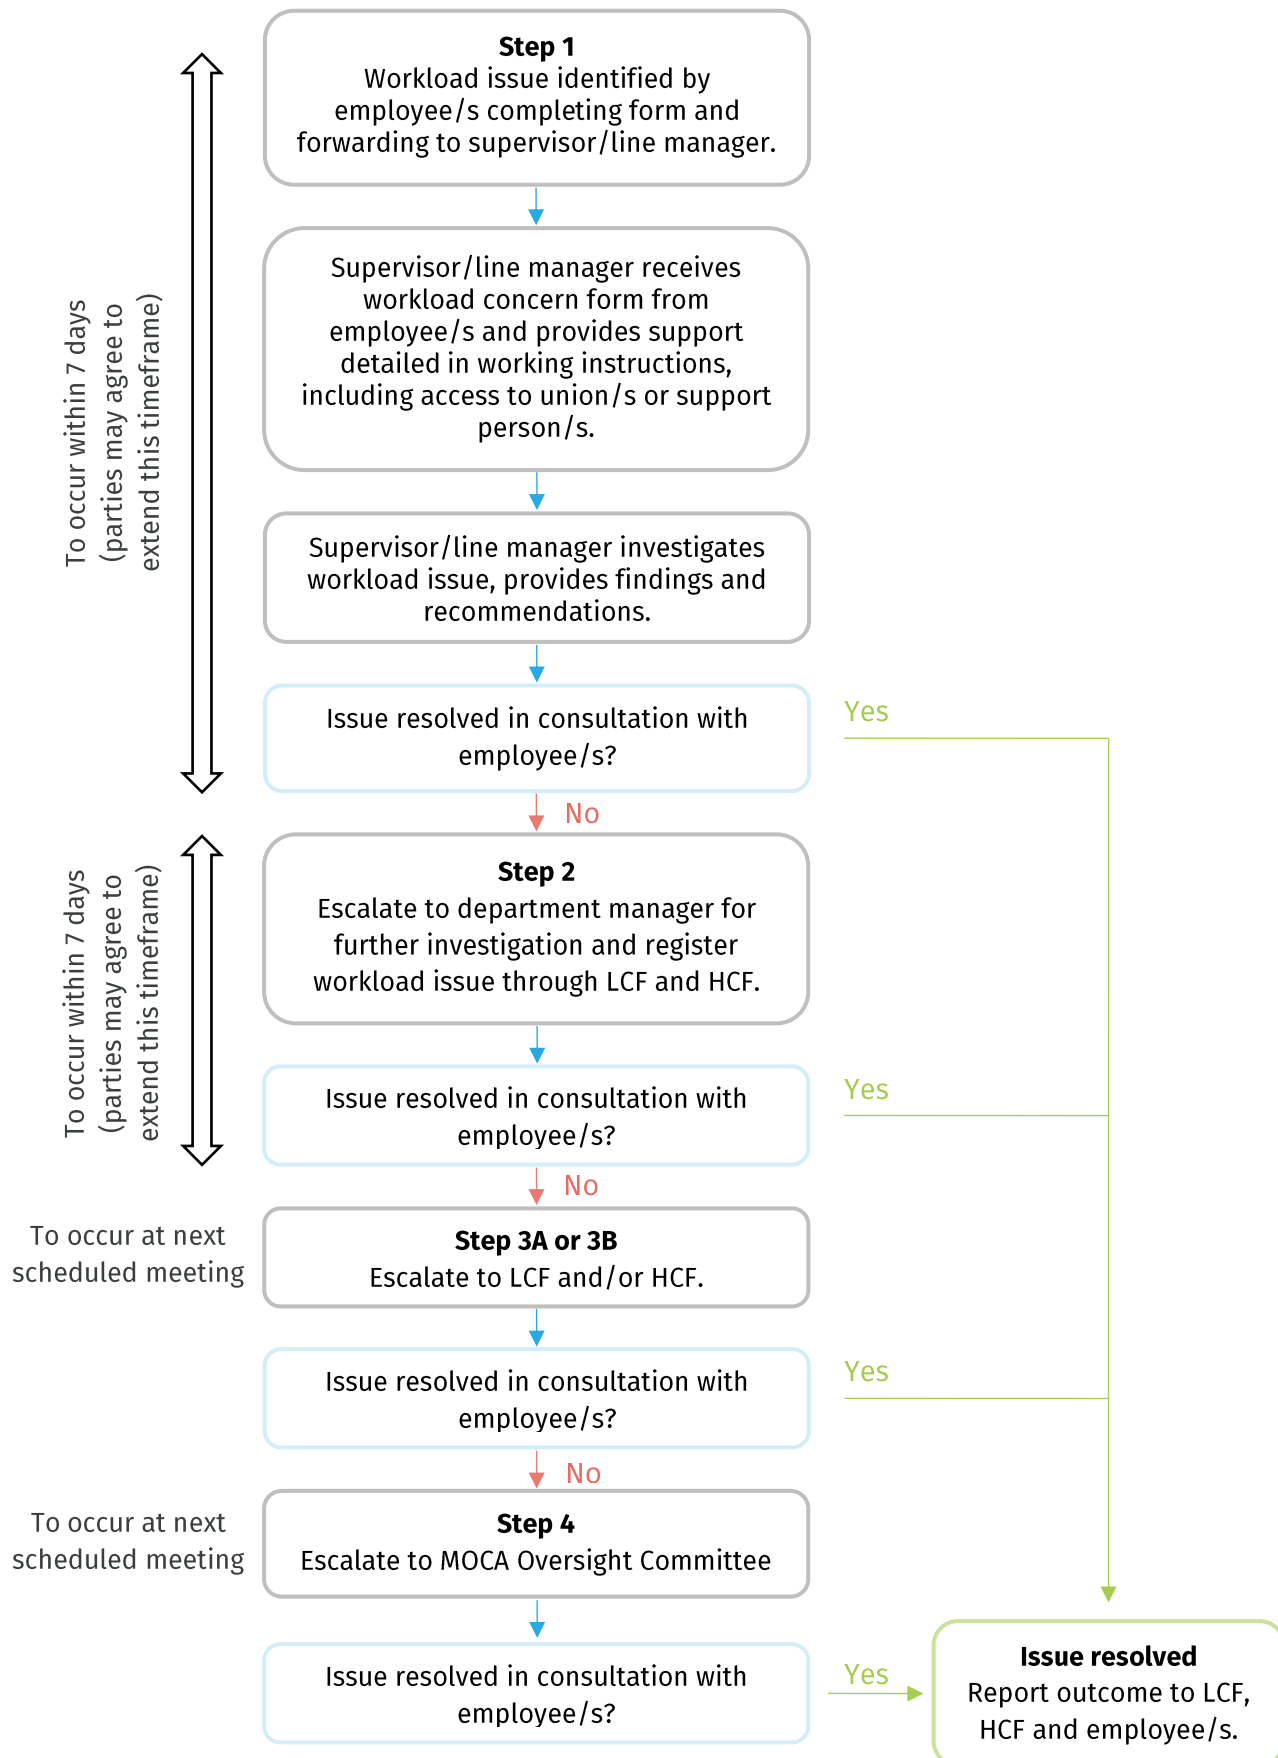 Step 1
Workload issue identified by
employee/s completing form and
forwarding to supervisor/line manager.
To occur within 7 days
(parties may agree to
extend this timeframe)
Supervisor/line manager receives
workload concern form from
employee/s and provides support
detailed in working instructions,
including access to union/s or support
person/s.
Supervisor/line manager investigates
workload issue, provides findings and
recommendations.
Issue resolved in consultation with
employee/s?
Yes
No
Step 2
Escalate to department manager for
further investigation and register
workload issue through LCF and HCF.
To occur within 7 days
(parties may agree to
extend this timeframe)
Issue resolved in consultation with
employee/s?
Yes
No
To occur at next
scheduled meeting
Step 3A or 3B
Escalate to LCF and/or HCF.
Issue resolved in consultation with
employee/s?
Yes
No
To occur at next
scheduled meeting
Step 4
Escalate to MOCA Oversight Committee
Issue resolved in consultation with
employee/s?
Yes
Issue resolved
Report outcome to LCF,
HCF and employee/s.